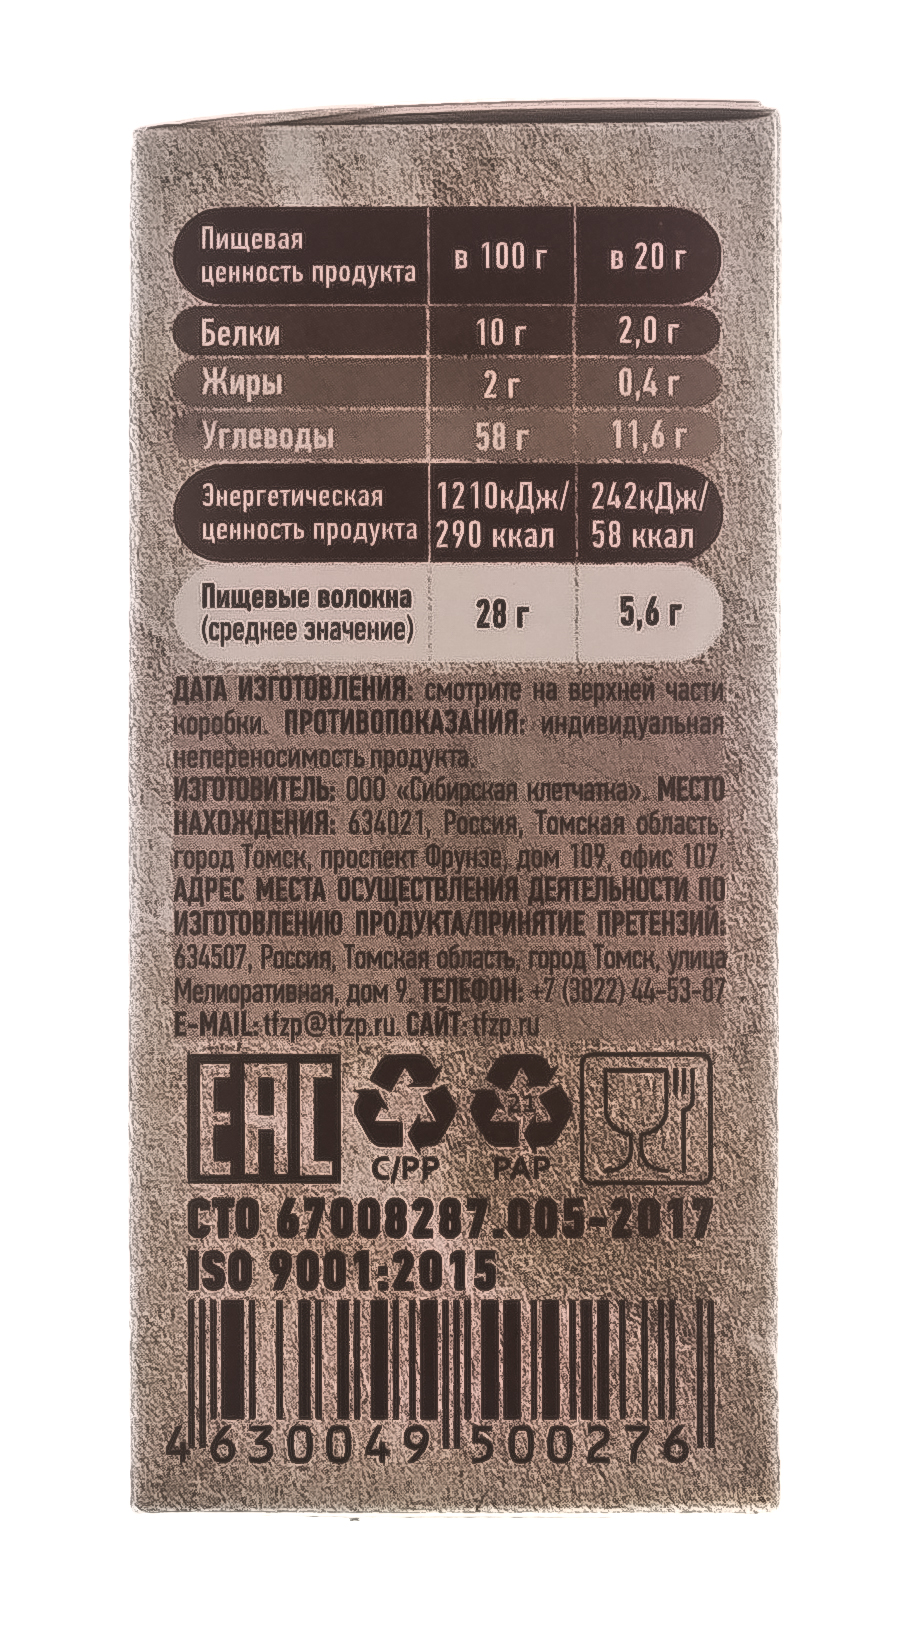 Пищевая
ценность продукта
в 100 г
в 20 г
Белки
10 г
2,0 г
Жиры
2 г
0,4 г
Углеводы
58 г
11,6 г
Энергетическая
ценность продукта
1210кДж/
290 ккал
242кДж/
58 ккал
Пищевые волокна
(среднее значение)
28 г
5,6 г
ДАТА ИЗГОТОВЛЕНИЯ: смотрите на верхней части
коробки. ПРОТИВОПОКАЗАНИЯ: индивидуальная
непереносимость продукта.
ИЗГОТОВИТЕЛЬ: ООО «Сибирская клетчатка». МЕСТО
НАХОЖДЕНИЯ: 634021, Россия, Томская область,
город Томск, проспект Фрунзе, дом 109, офис 107.
АДРЕС МЕСТА ОСУЩЕСТВЛЕНИЯ ДЕЯТЕЛЬНОСТИ ПО
ИЗГОТОВЛЕНИЮ ПРОДУКТА/ПРИНЯТИЕ ПРЕТЕНЗИЙ:
634507, Россия, Томская область, город Томск, улица
Мелиоративная, дом 9. ТЕЛЕФОН: +7 (3822) 44-53-87
E-MAIL: tfzp@tfzp.ru. САЙТ: tfzp.ru
EAC
C/PP
21
PAP
СТО 67008287.005-2017
ISO 9001:2015
4 630049 500276